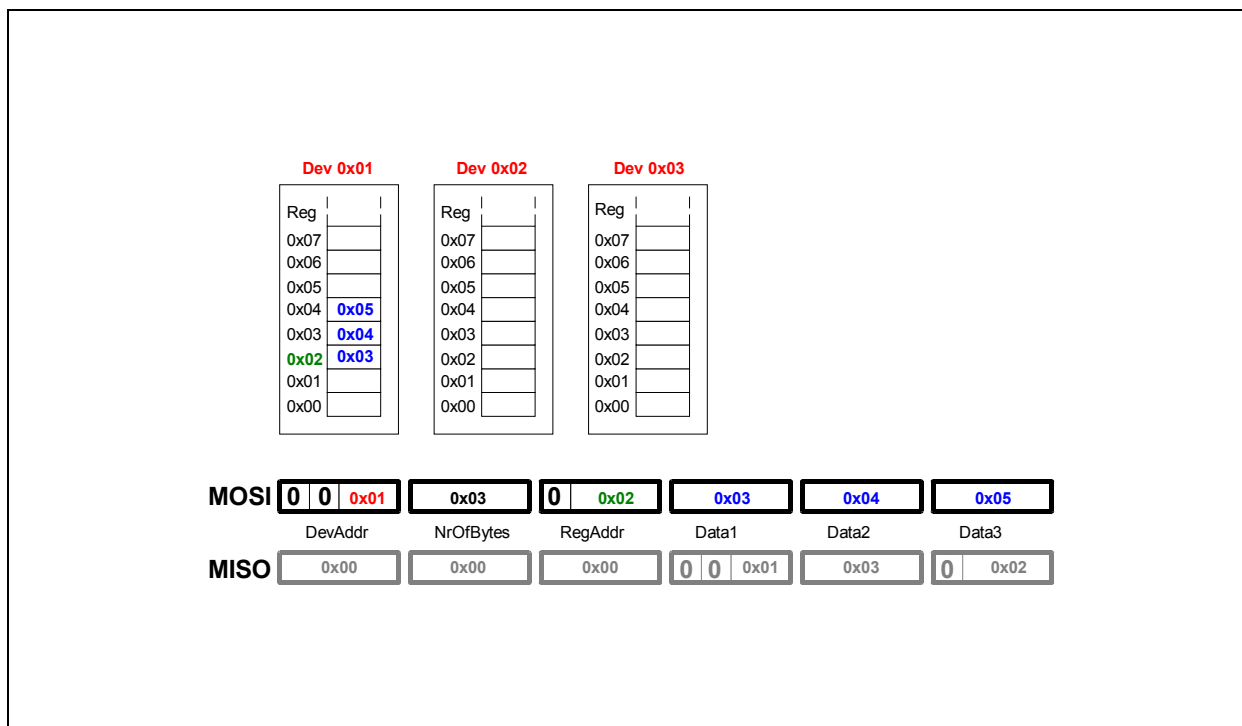 Dev 0x01 Dev 0x02 Dev 0x03
Reg Reg Reg
0x07 0x07 0x07
0x06 0x06 0x06
0x05 0x05 0x05
0x04 0x05 0x04 0x04
0x03 0x04 0x03 0x03
0x02 0x03 0x02 0x02
0x01 0x01 0x01
0x00 0x00 0x00
MOSI 0 0 0x01 0x03 0 0x02 0x03 0x04 0x05
DevAddr NrOfBytes RegAddr Data1 Data2 Data3
MISO 0x00 0x00 0x00 0 0 0x01 0x03 0 0x02